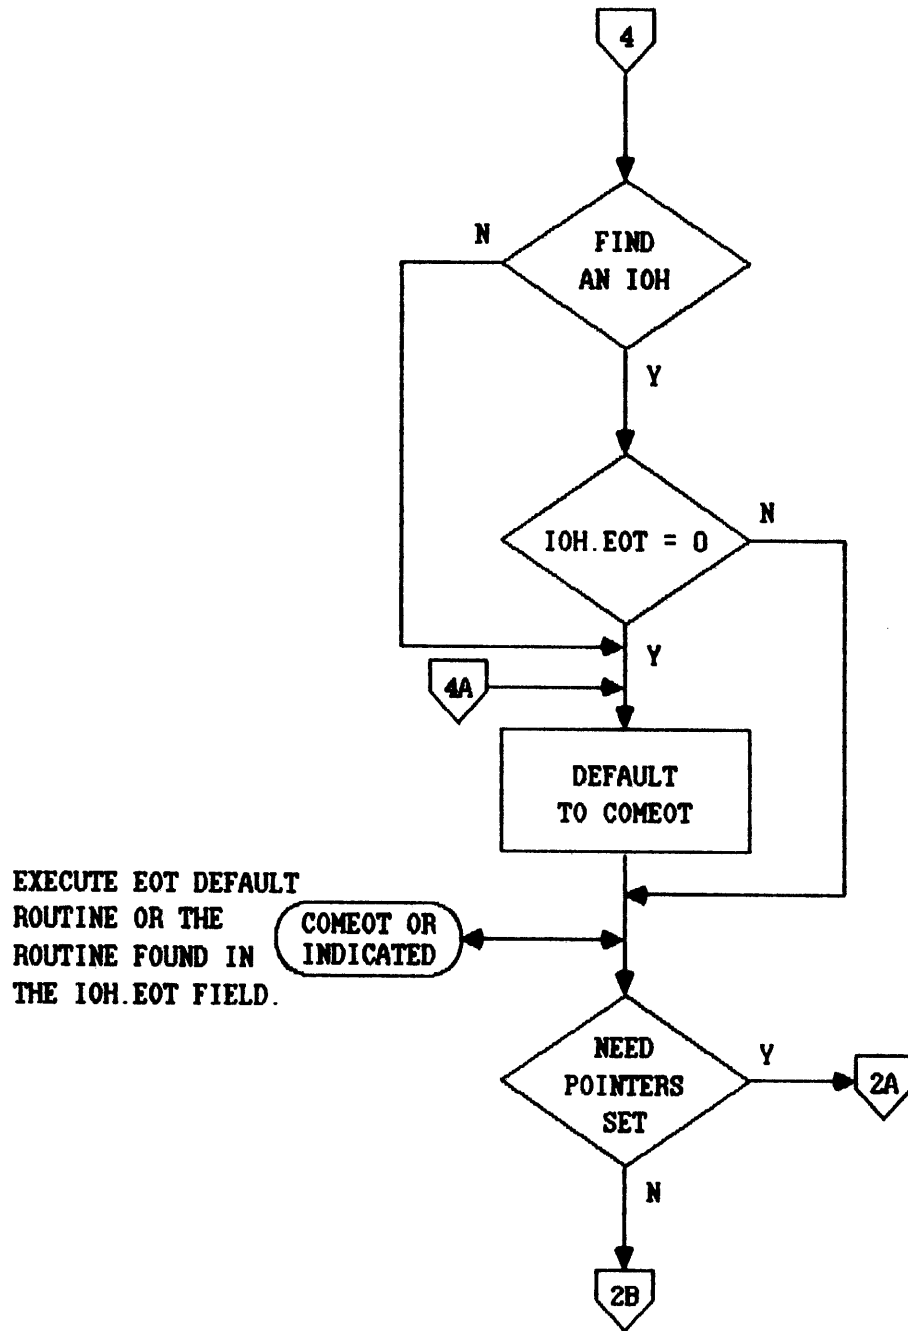 4
N
FIND
AN IOH
Y
N
IOH.EOT = 0
Y
4A
DEFAULT
TO COMEOT
EXECUTE EOT DEFAULT
ROUTINE OR THE
ROUTINE FOUND IN
THE IOH.EOT FIELD.
COMEOT OR
INDICATED
NEED
POINTERS
SET
Y
2A
N
2B